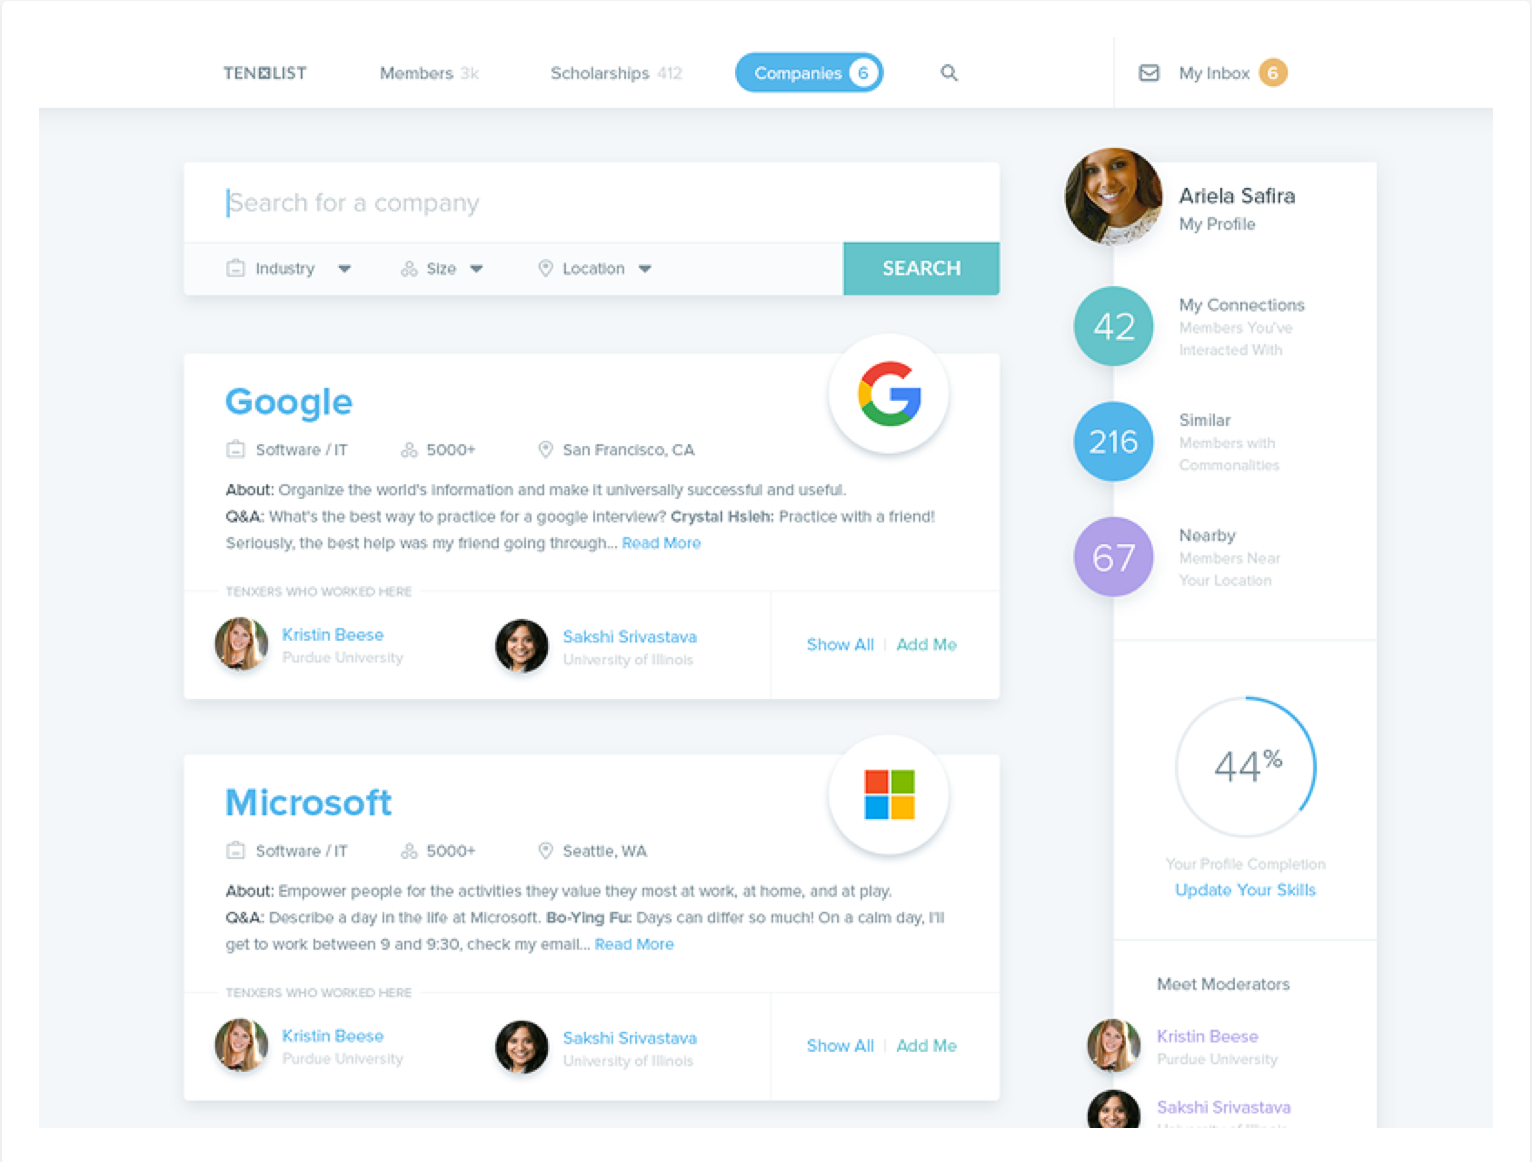 TENXLIST
Members 3k
Scholarships 412
Companies 6
My Inbox 6
Search for a company
Industry
Size
Location
SEARCH
Google
Software / IT
5000+
San Francisco, CA
About: Organize the world's information and make it universally successful and useful.
Q&A: What's the best way to practice for a google interview? Crystal Hsieh: Practice with a friend!
Seriously, the best help was my friend going through... Read More
TENXERS WHO WORKED HERE
Kristin Beese
Purdue University
Sakshi Srivastava
University of Illinois
Show All | Add Me
Microsoft
Software / IT
5000+
Seattle, WA
About: Empower people for the activities they value they most at work, at home, and at play.
Q&A: Describe a day in the life at Microsoft. Bo-Ying Fu: Days can differ so much! On a calm day, I'll
get to work between 9 and 9:30, check my email... Read More
TENXERS WHO WORKED HERE
Kristin Beese
Purdue University
Sakshi Srivastava
University of Illinois
Show All | Add Me
Ariela Safira
My Profile
42
My Connections
Members You've
Interacted With
216
Similar
Members with
Commonalities
67
Nearby
Members Near
Your Location
44%
Your Profile Completion
Update Your Skills
Meet Moderators
Kristin Beese
Purdue University
Sakshi Srivastava